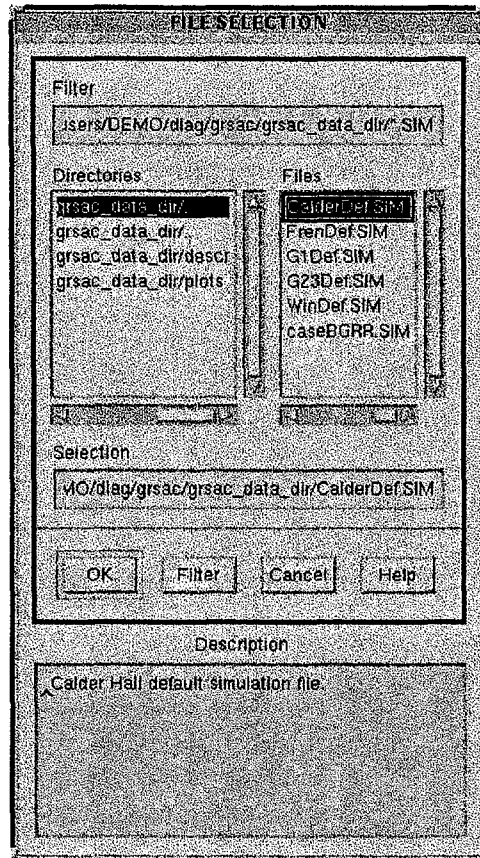 FILE SELECTION
Filter
.isers/DEMO/diag/grsac/grsac_data_dir/*.SIM
Directories
Files
grsac_data_dir/.
grsac_data_dir/..
grsac_data_dir/descr
grsac_data_dir/plots
CalderDef.SIM
FrenDef.SIM
G1Def.SIM
G23Def.SIM
WinDef.SIM
caseBGRR.SIM
Selection
MO/diag/grsac/grsac_data_dir/CalderDef.SIM
OK
Filter
Cancel
Help
Description
Calder Hall default simulation file.